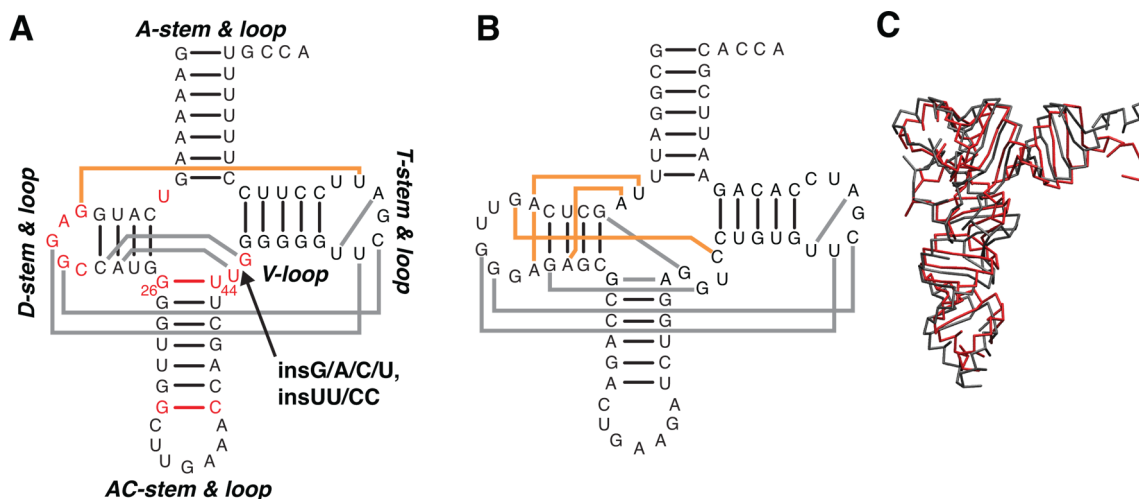 A
A-stem & loop
G U G C C A
A U
A U
A U
A U
A U
G C
U
D-stem & loop
A G G U A C
G
G C C A U G
C U U C C U U A
G
C
G G G G G U U
T-stem & loop
G
U
V-loop
26 G U 44
G U
G C
G G
U A
U C
G C
C A
U A
U A
G
insG/A/C/U,
insUU/CC
AC-stem & loop
B
G C A C C A
C G
G C
G U
A U
U A
U A
U U G A C U C G A U
G
G G A G A G C
G A C A C C U A
G
C
C U G U G U U
U
G
G
G A
C G
C G
A U
G C
A U
C A
U G
G A A
C